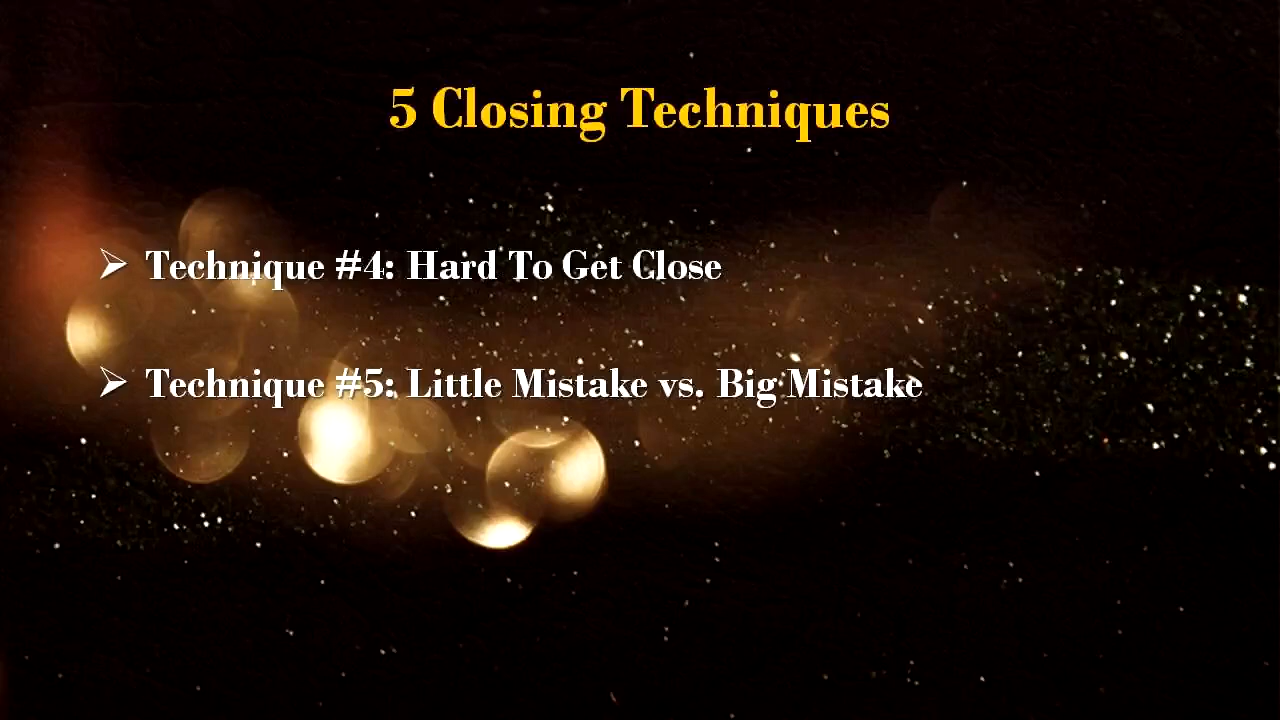 5 Closing Techniques
➢ Technique #4: Hard To Get Close
➢ Technique #5: Little Mistake vs. Big Mistake